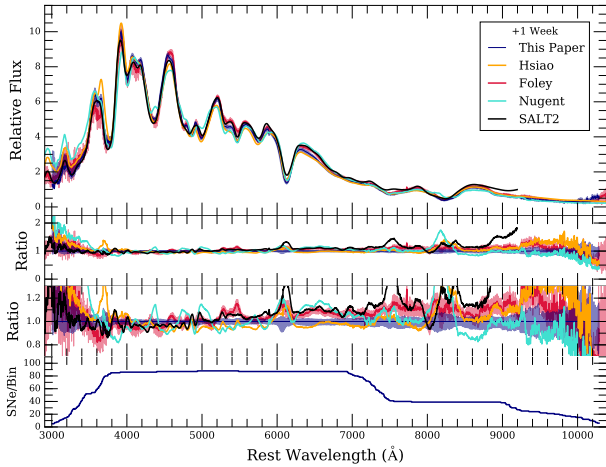 10
8
6
4
2
0
Relative Flux
+1 Week
This Paper
Hsiao
Foley
Nugent
SALT2
2
1
0
Ratio
1.2
1.0
0.8
Ratio
100
80
60
40
20
0
SNe/Bin
3000 4000 5000 6000 7000 8000 9000 10000
Rest Wavelength (Å)